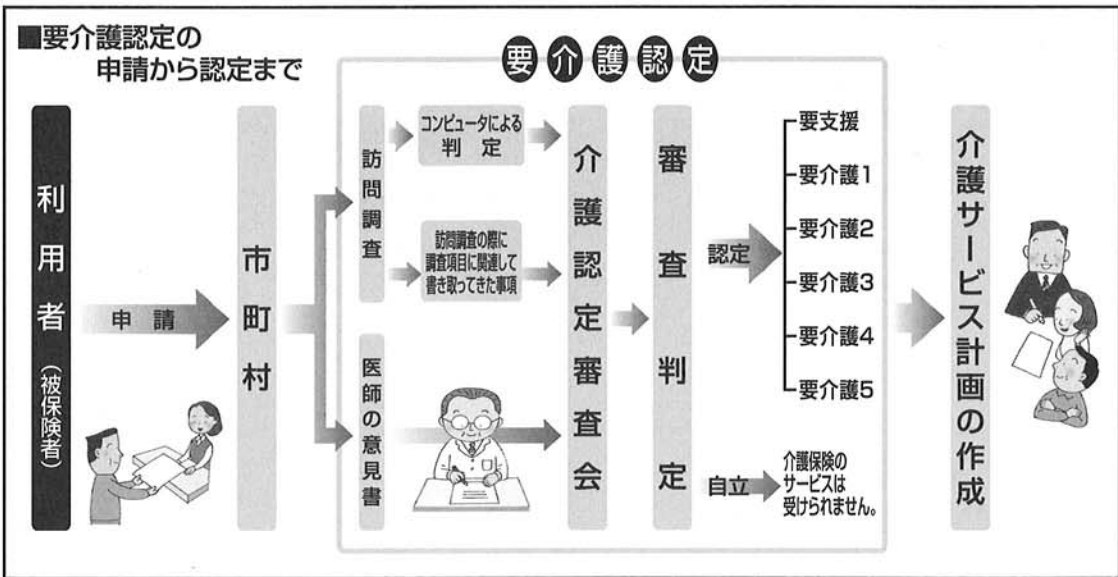 ■要介護認定の
申請から認定まで
要介護認定
利用者(被保険者)
申請
市町村
訪問調査
コンピュータによる
判定
訪問調査の際に
調査項目に関連して
書き取ってきた事項
医師の意見書
介護認定審査会
審査判定
認定
要支援
要介護1
要介護2
要介護3
要介護4
要介護5
自立
介護保険の
サービスは
受けられません。
介護サービス計画の作成